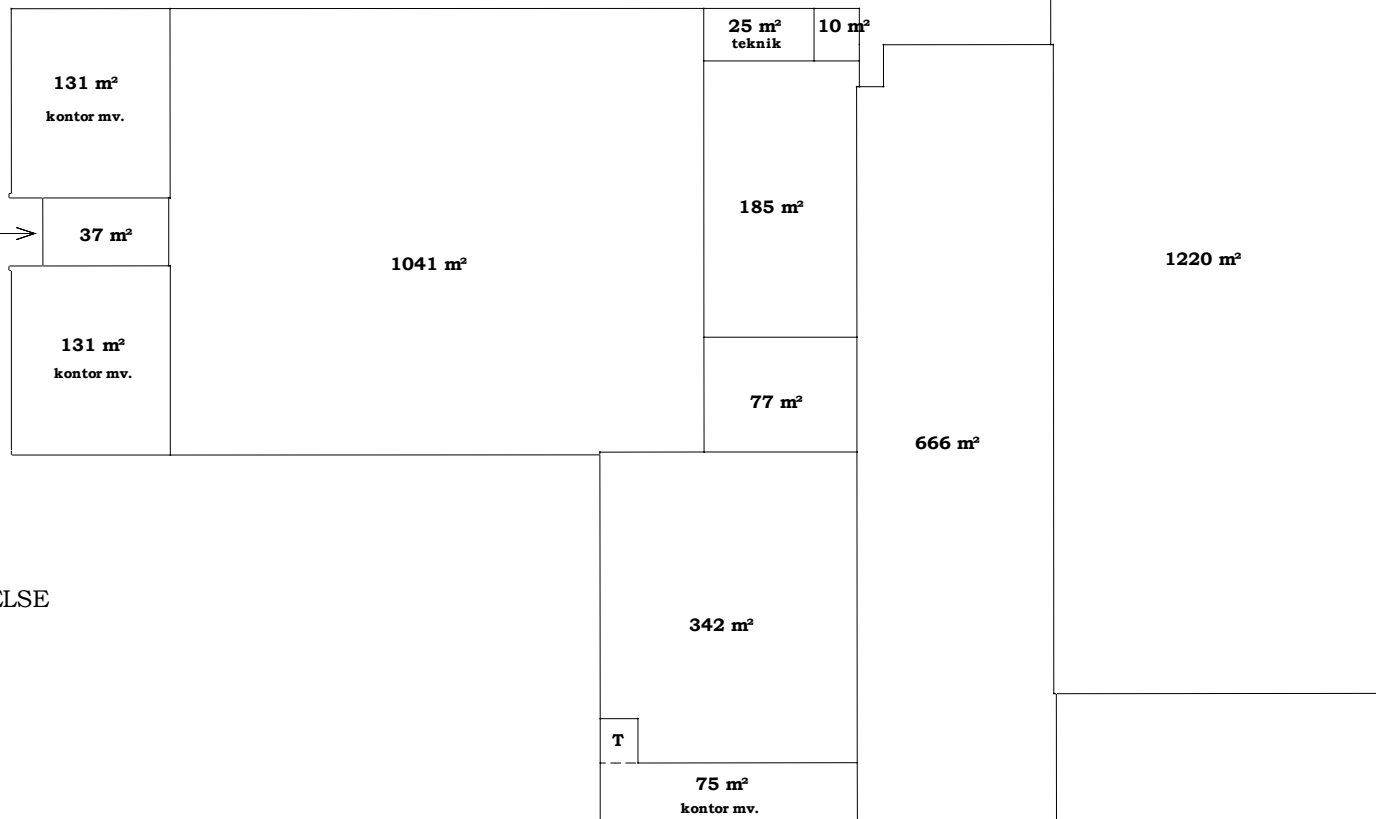 25 m²
teknik
10 m²
131 m²
kontor mv.
185 m²
37 m²
1041 m²
1220 m²
131 m²
kontor mv.
77 m²
666 m²
ELSE
342 m²
T
75 m²
kontor mv.